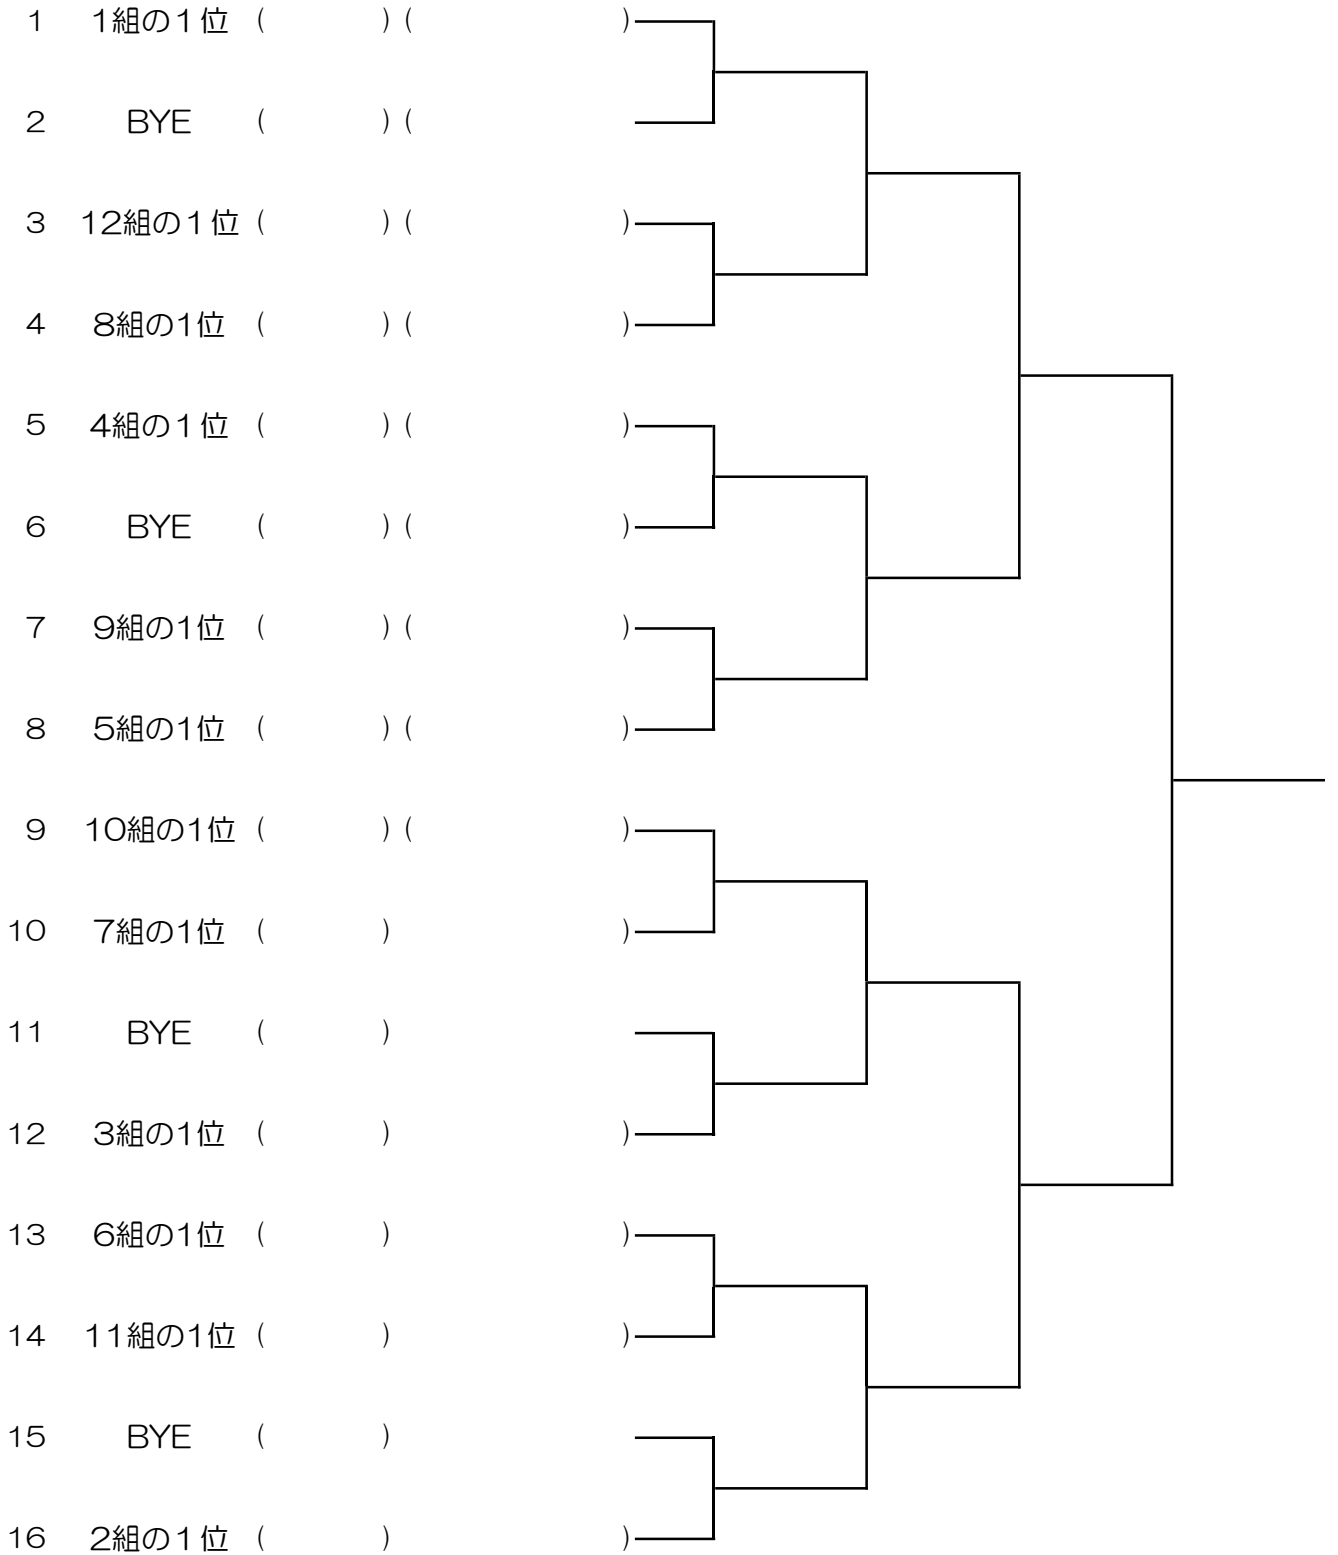 1 1組の１位 ( ) ( )
2 BYE ( ) (
3 12組の１位 ( ) ( )
4 8組の1位 ( ) ( )
5 4組の１位 ( ) ( )
6 BYE ( ) ( )
7 9組の1位 ( ) ( )
8 5組の1位 ( ) ( )
9 10組の1位 ( ) ( )
10 7組の1位 ( ) )
11 BYE ( )
12 3組の1位 ( ) )
13 6組の1位 ( ) )
14 11組の1位 ( ) )
15 BYE ( )
16 2組の１位 ( ) )